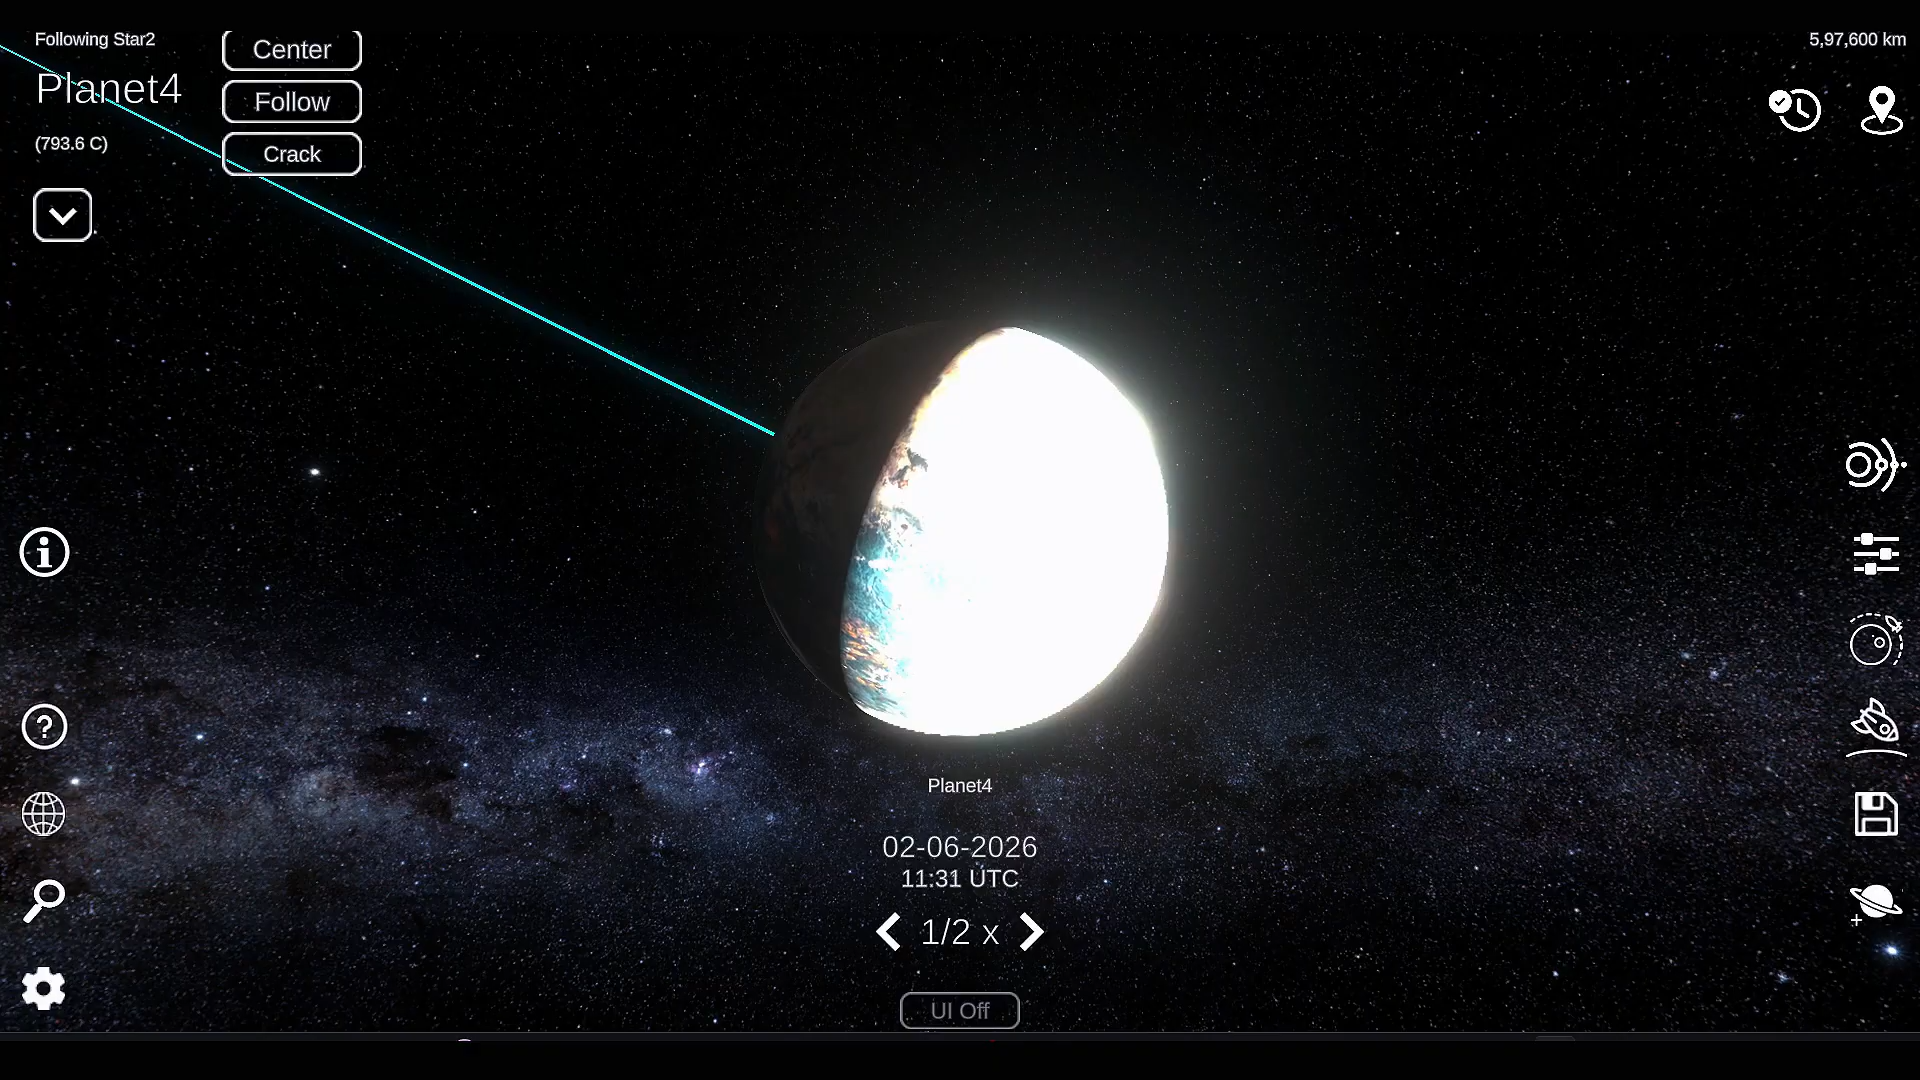 Following Star2
Planet4
(793.6 C)
Center
Follow
Crack
5,97,600 km
Planet4
02-06-2026
11:31 UTC
1/2 x
UI Off